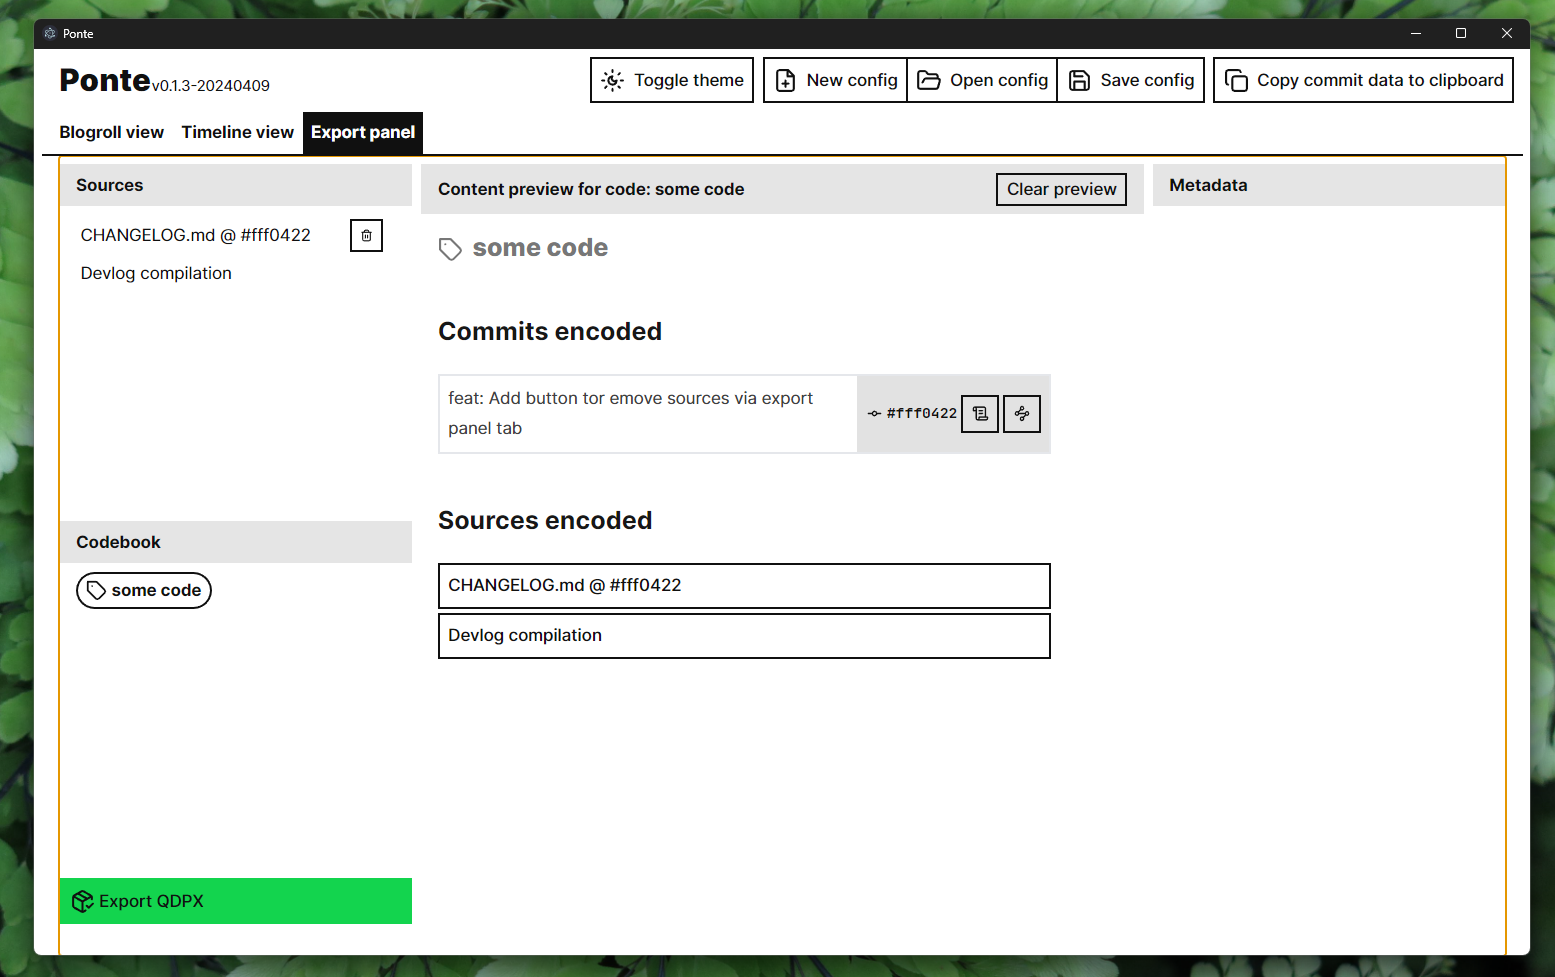 Ponte
Ponte v0.1.3-20240409
Toggle theme
New config
Open config
Save config
Copy commit data to clipboard
Blogroll view
Timeline view
Export panel
Sources
CHANGELOG.md @ #fff0422
Devlog compilation
Codebook
some code
Export QDPX
Content preview for code: some code
Clear preview
some code
Commits encoded
feat: Add button tor emove sources via export
panel tab
#fff0422
Sources encoded
CHANGELOG.md @ #fff0422
Devlog compilation
Metadata